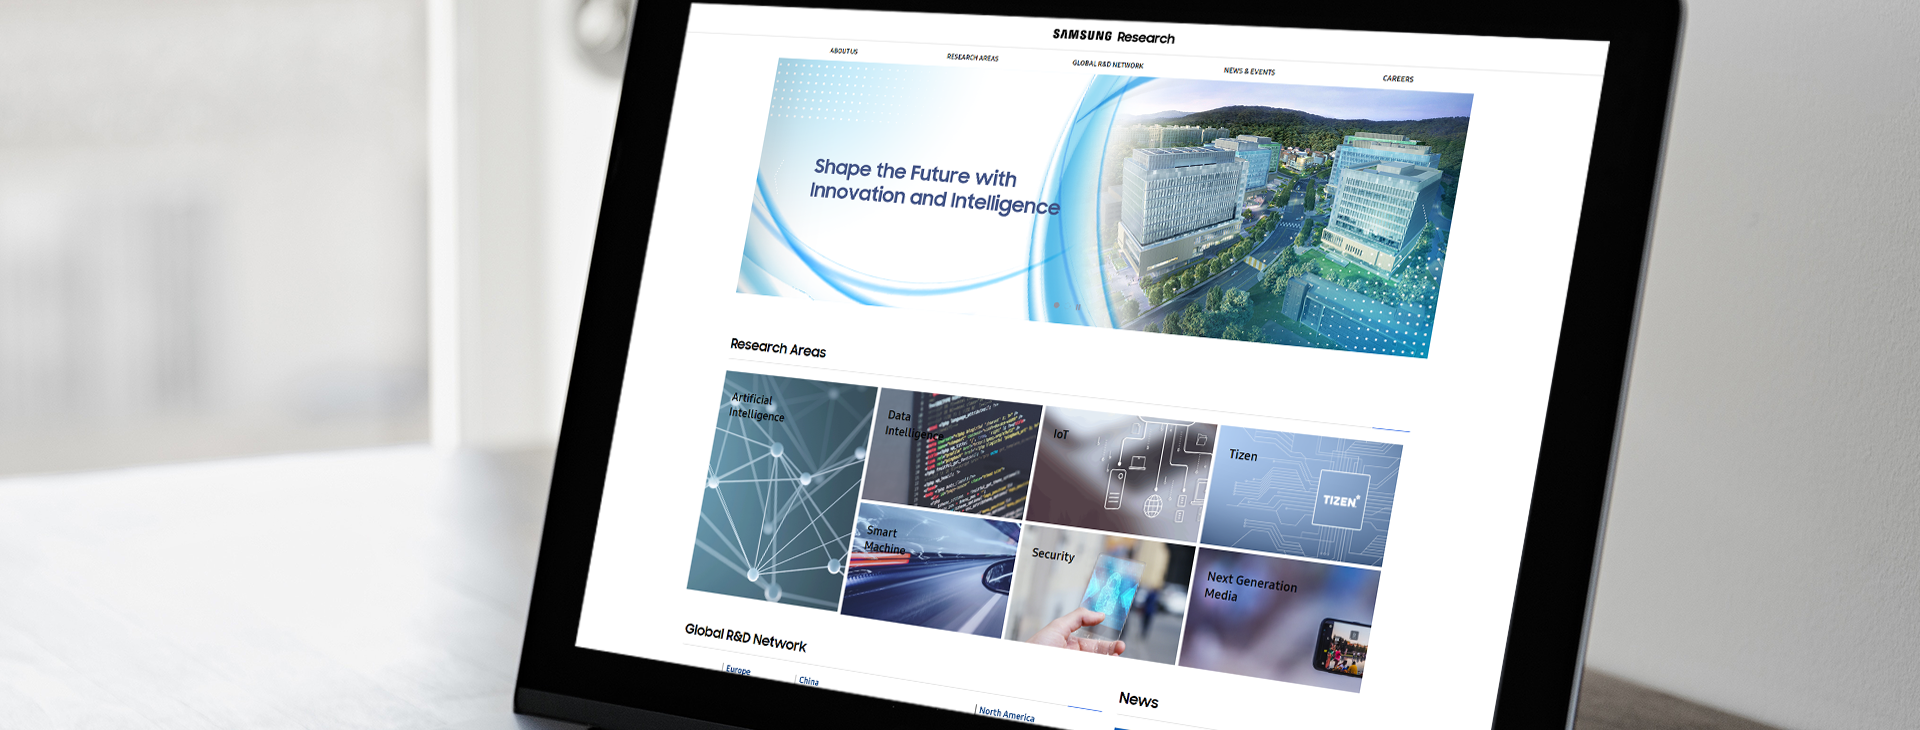 SAMSUNG Research
ABOUT US
RESEARCH AREAS
GLOBAL R&D NETWORK
NEWS & EVENTS
CAREERS
Shape the Future with
Innovation and Intelligence
Research Areas
Artificial
Intelligence
Data
Intelligence
IoT
Tizen
TIZEN
Smart
Machine
Security
Next Generation
Media
Global R&D Network
Europe
China
North America
News